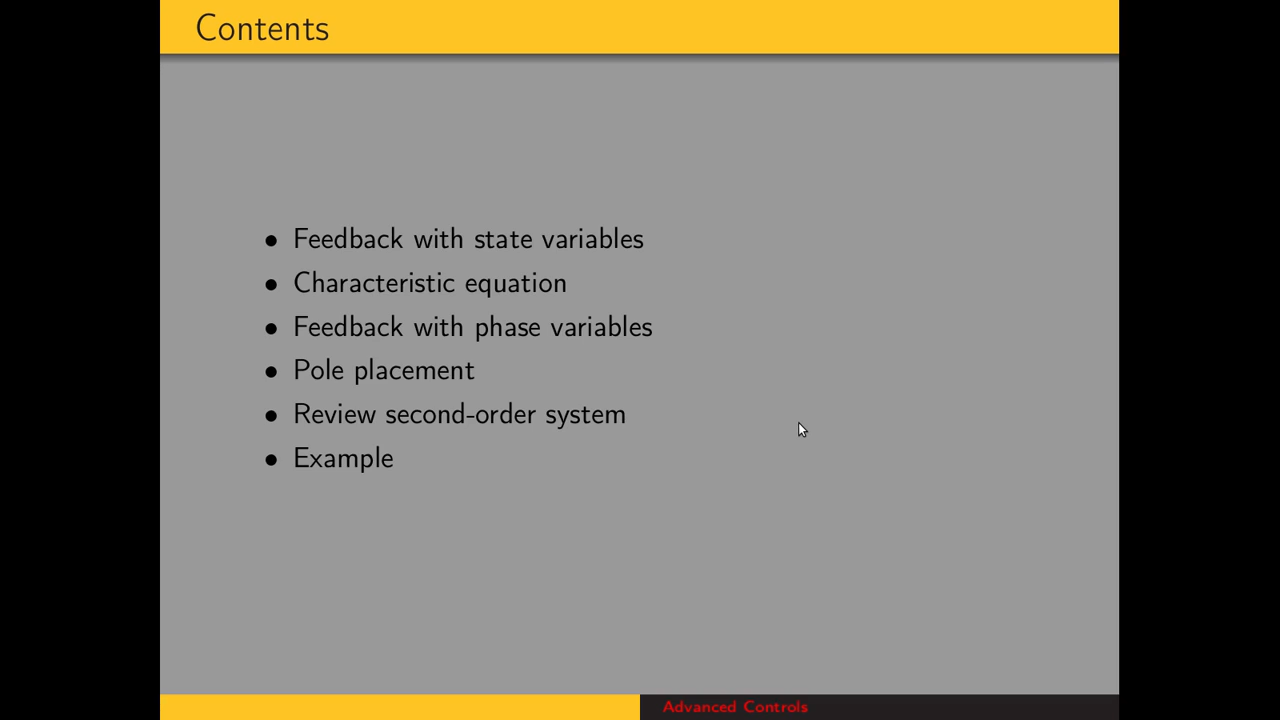 Contents
• Feedback with state variables
• Characteristic equation
• Feedback with phase variables
• Pole placement
• Review second-order system
• Example
Advanced Controls